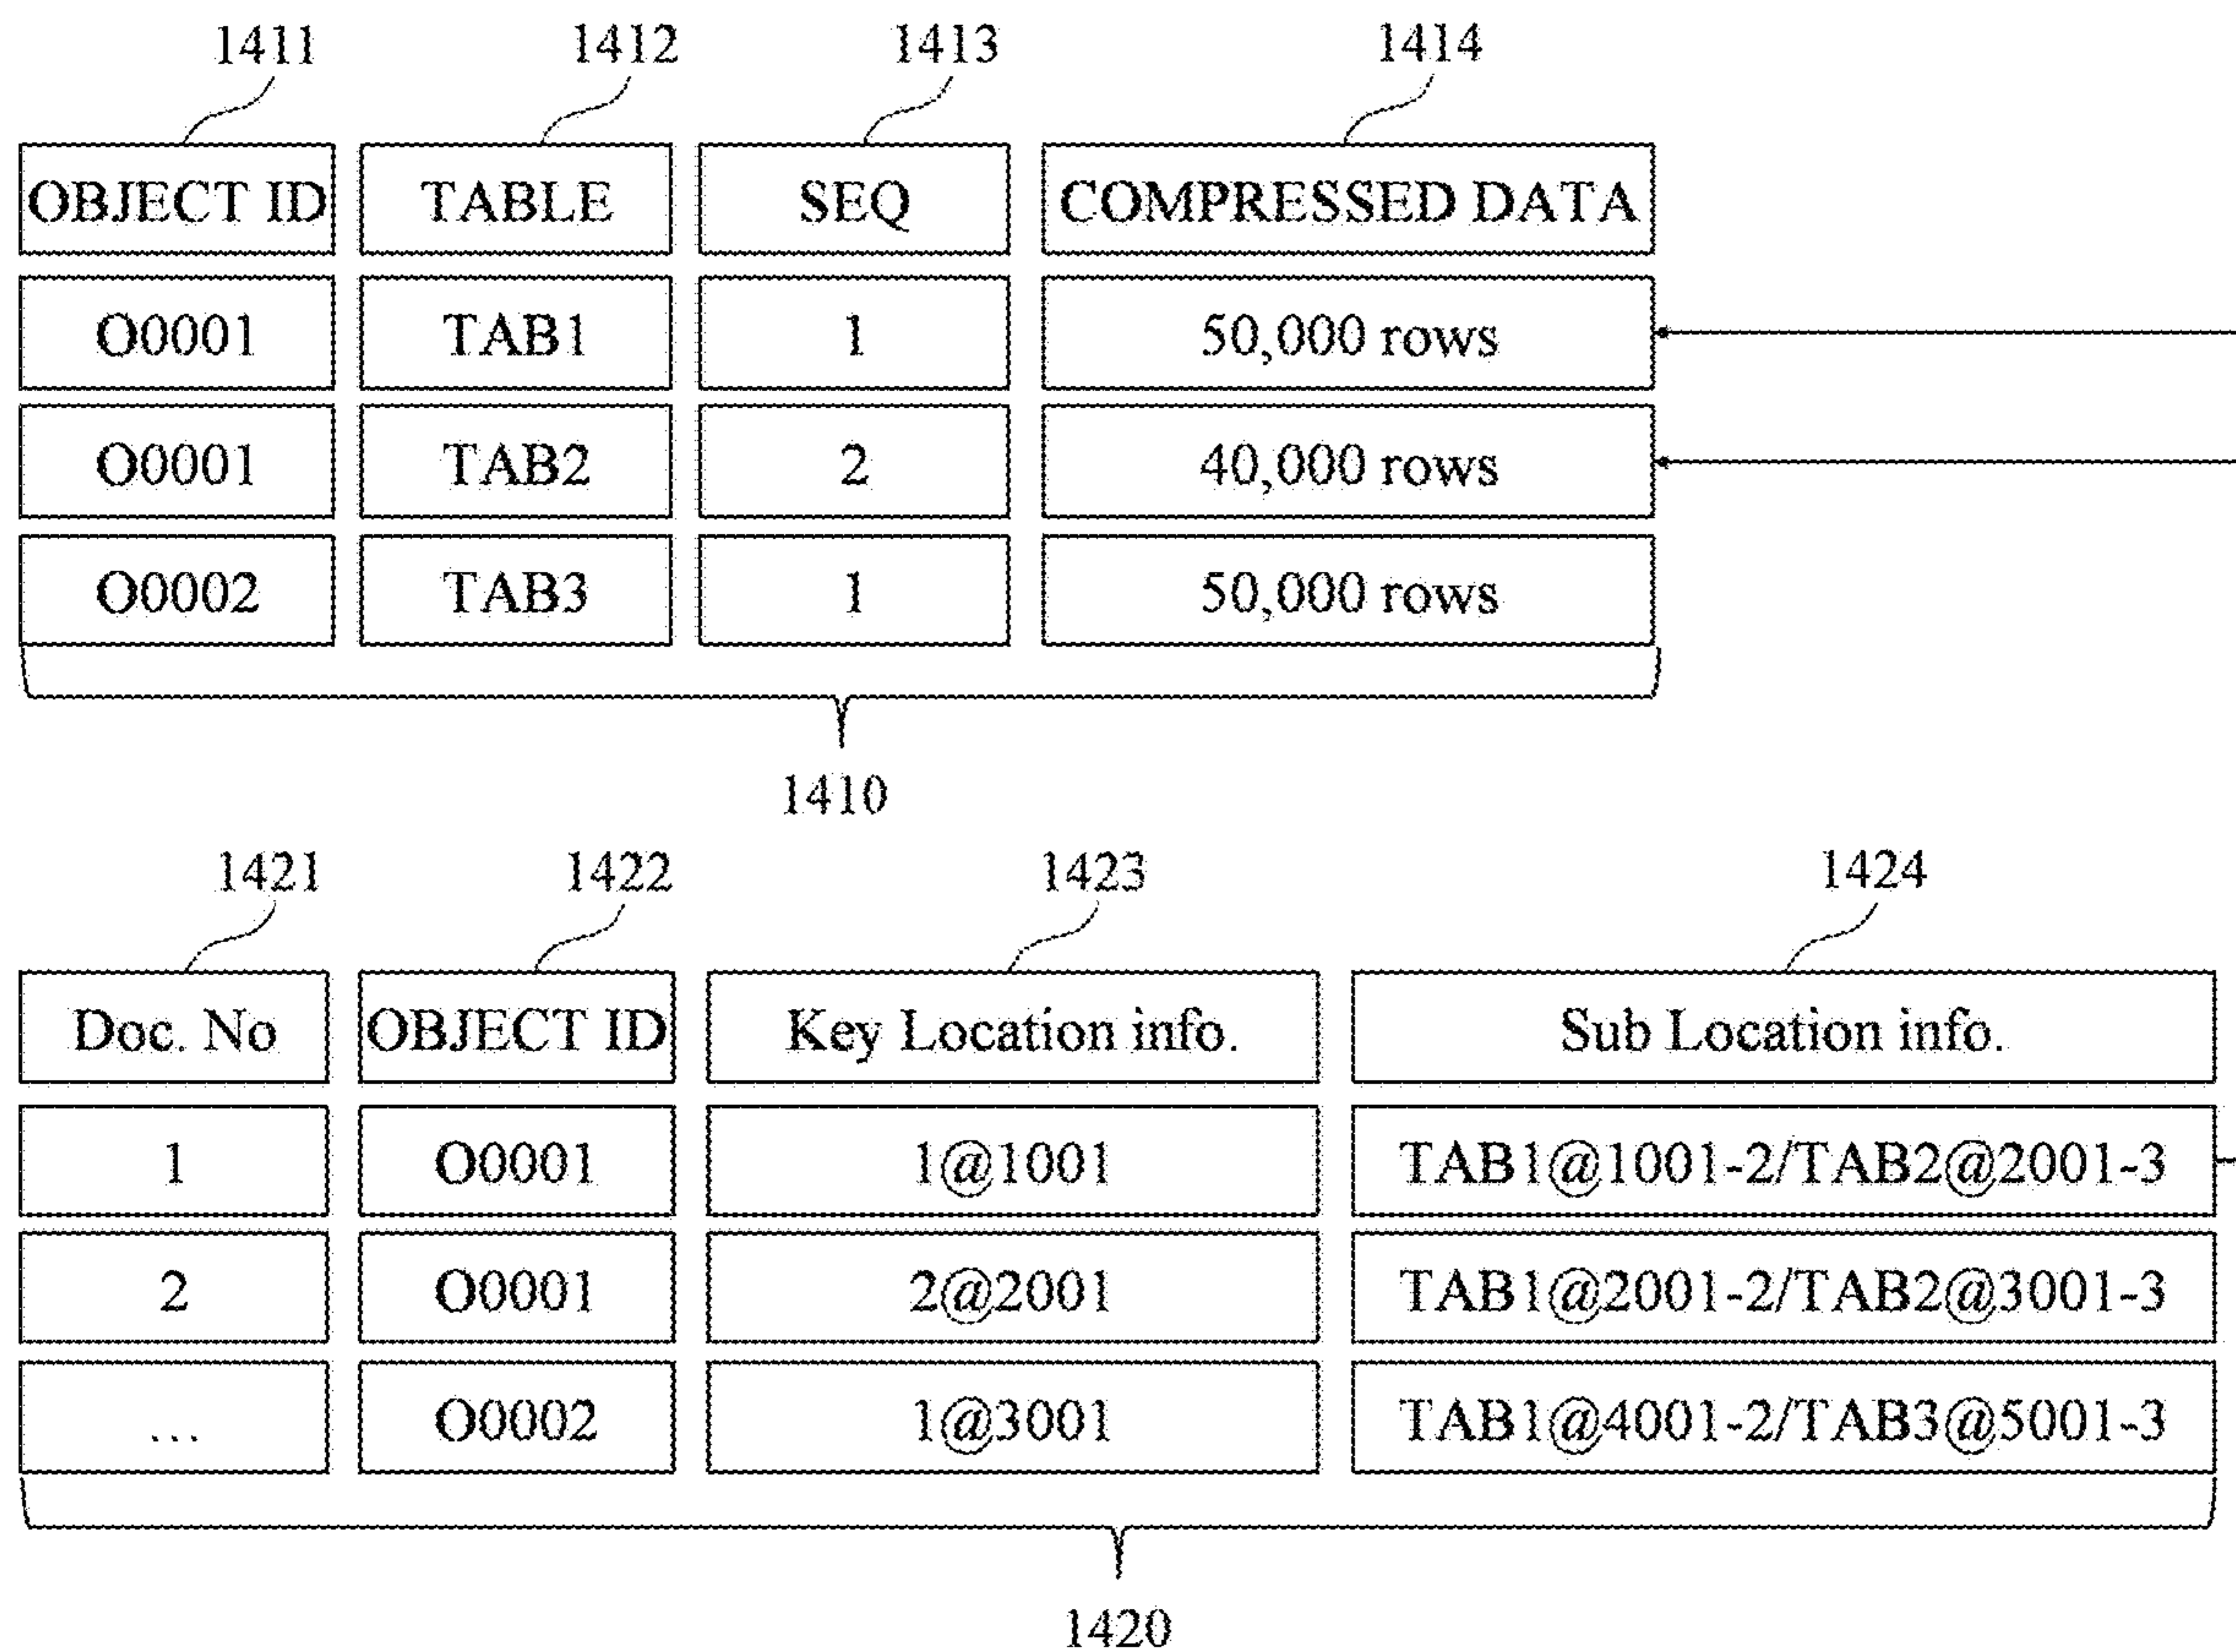 1411 1412 1413 1414
OBJECT ID TABLE SEQ COMPRESSED DATA
O0001 TAB1 1 50,000 rows
O0001 TAB2 2 40,000 rows
O0002 TAB3 1 50,000 rows
1410
1421 1422 1423 1424
Doc. No OBJECT ID Key Location info. Sub Location info.
1 O0001 1@1001 TAB1@1001-2/TAB2@2001-3
2 O0001 2@2001 TAB1@2001-2/TAB2@3001-3
... O0002 1@3001 TAB1@4001-2/TAB3@5001-3
1420